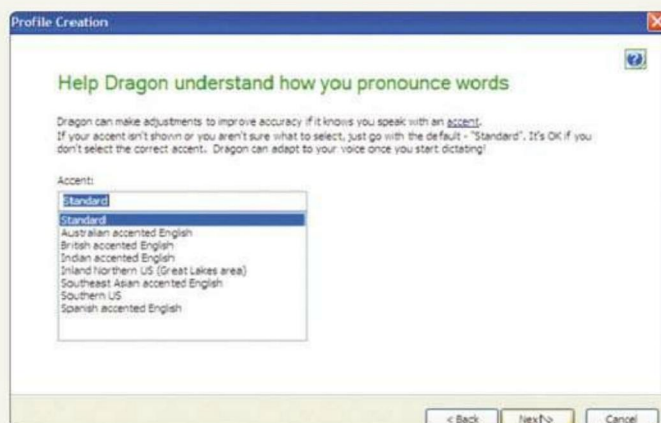 Profile Creation
Help Dragon understand how you pronounce words
Dragon can make adjustments to improve accuracy if it knows you speak with an accent.
If your accent isn't shown or you aren't sure what to select, just go with the default - "Standard". It's OK if you
don't select the correct accent. Dragon can adapt to your voice once you start dictating!
Accent:
Standard
Standard
Australian accented English
British accented English
Indian accented English
Inland Northern US (Great Lakes area)
Southeast Asian accented English
Southern US
Spanish accented English
< Back Next > Cancel